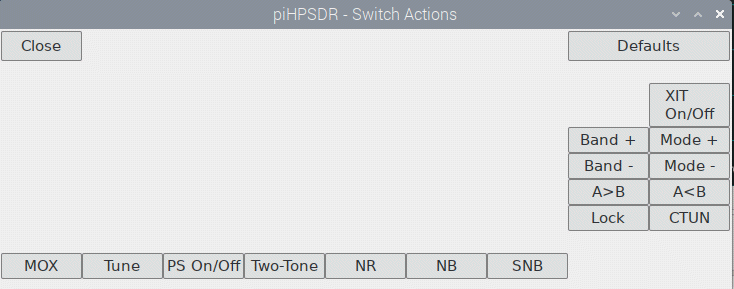 piHPSDR - Switch Actions
Close
Defaults
XIT
On/Off
Band +
Mode +
Band -
Mode -
A>B
A<B
Lock
CTUN
MOX
Tune
PS On/Off
Two-Tone
NR
NB
SNB